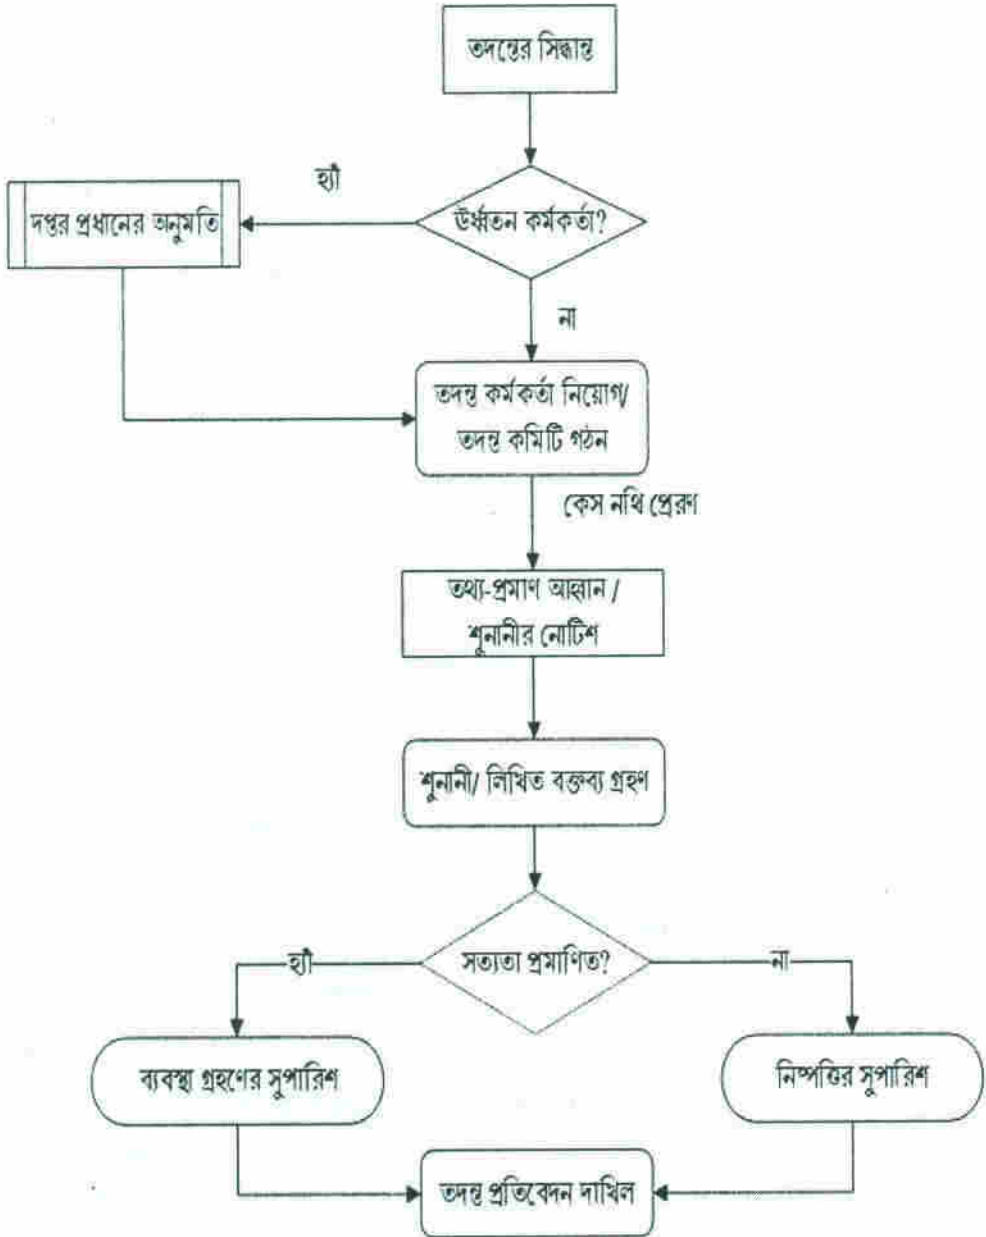 তদন্তের সিদ্ধান্ত
হ্যাঁ
দপ্তর প্রধানের অনুমতি
ঊর্ধ্বতন কর্মকর্তা?
না
তদন্ত কর্মকর্তা নিয়োগ/
তদন্ত কমিটি গঠন
কেস নথি প্রেরণ
তথ্য-প্রমাণ আহ্বান /
শুনানীর নোটিশ
শুনানী/ লিখিত বক্তব্য গ্রহণ
হ্যাঁ
সত্যতা প্রমাণিত?
না
ব্যবস্থা গ্রহণের সুপারিশ
নিষ্পত্তির সুপারিশ
তদন্ত প্রতিবেদন দাখিল